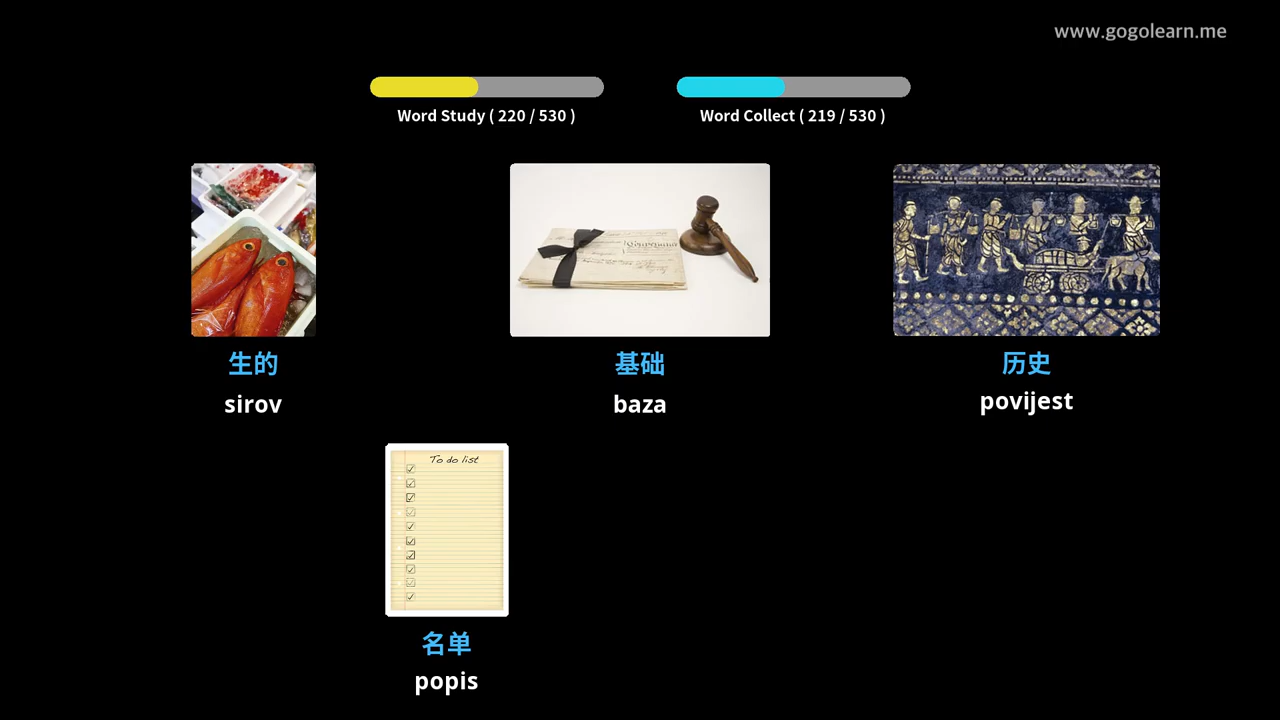 www.gogolearn.me
Word Study ( 220 / 530 )
Word Collect ( 219 / 530 )
生的
sirov
基础
baza
历史
povijest
To do list
名单
popis